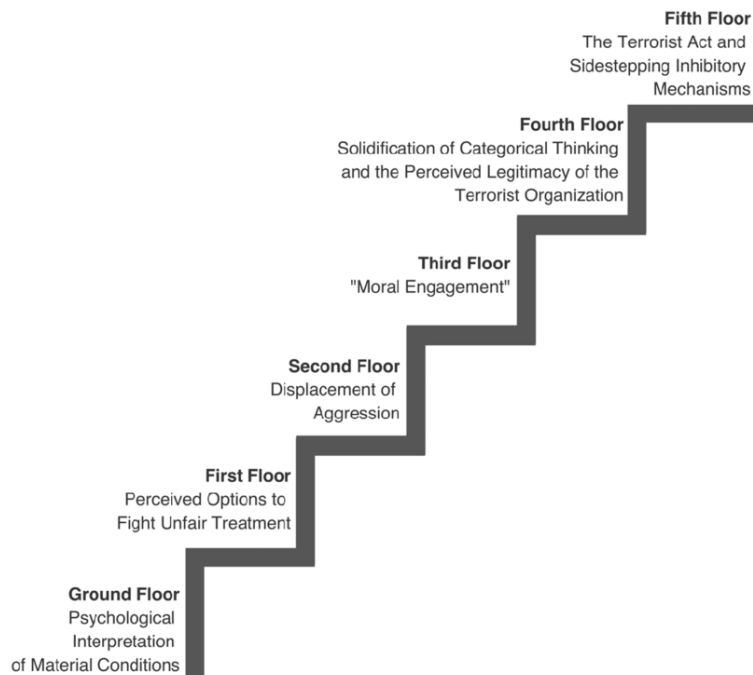 Fifth Floor
The Terrorist Act and
Sidestepping Inhibitory
Mechanisms
Fourth Floor
Solidification of Categorical Thinking
and the Perceived Legitimacy of the
Terrorist Organization
Third Floor
"Moral Engagement"
Second Floor
Displacement of
Aggression
First Floor
Perceived Options to
Fight Unfair Treatment
Ground Floor
Psychological
Interpretation
of Material Conditions